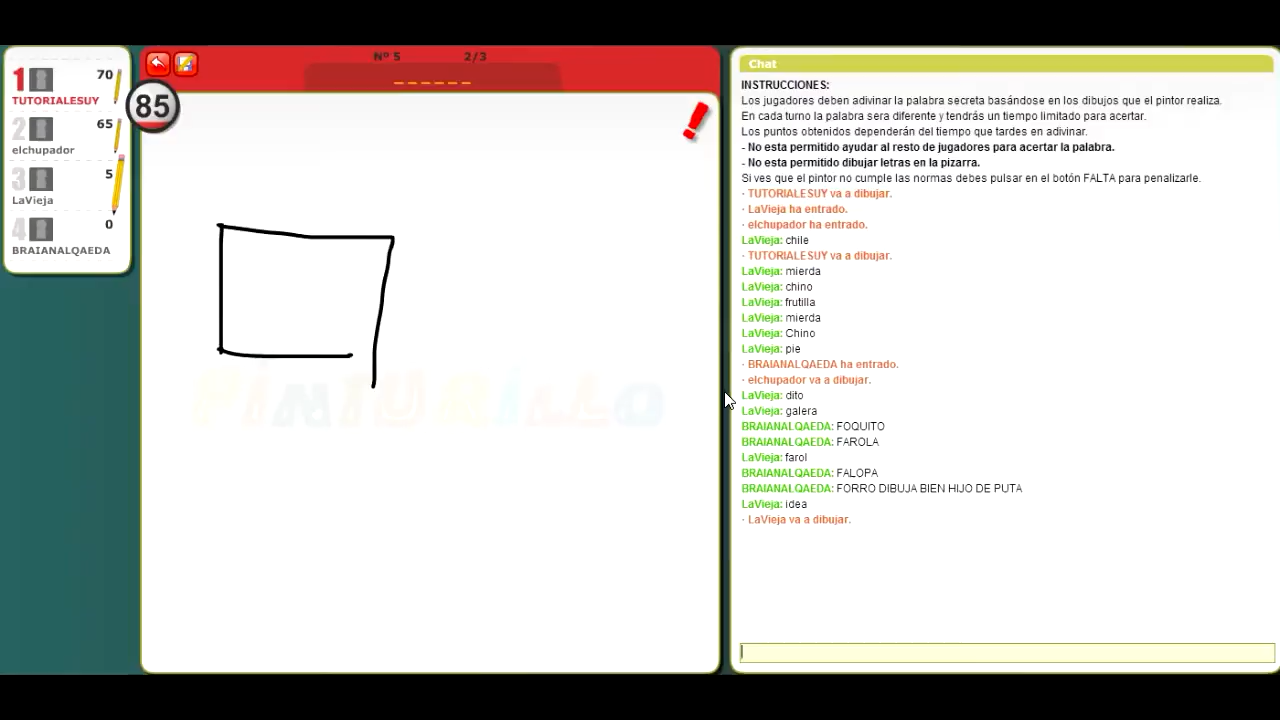 1 70
TUTORIALESUY
2 65
elchupador
3 5
LaVieja
4 0
BRAIANALQAEDA
85
Nº 5 2/3
_ _ _ _ _ _
PINTURILLO
Chat
INSTRUCCIONES:
Los jugadores deben adivinar la palabra secreta basándose en los dibujos que el pintor realiza.
En cada turno la palabra sera diferente y tendrás un tiempo limitado para acertar.
Los puntos obtenidos dependerán del tiempo que tardes en adivinar.
- No esta permitido ayudar al resto de jugadores para acertar la palabra.
- No esta permitido dibujar letras en la pizarra.
Si ves que el pintor no cumple las normas debes pulsar en el botón FALTA para penalizarle.
· TUTORIALESUY va a dibujar.
· LaVieja ha entrado.
· elchupador ha entrado.
LaVieja: chile
· TUTORIALESUY va a dibujar.
LaVieja: mierda
LaVieja: chino
LaVieja: frutilla
LaVieja: mierda
LaVieja: Chino
LaVieja: pie
· BRAIANALQAEDA ha entrado.
· elchupador va a dibujar.
LaVieja: dito
LaVieja: galera
BRAIANALQAEDA: FOQUITO
BRAIANALQAEDA: FAROLA
LaVieja: farol
BRAIANALQAEDA: FALOPA
BRAIANALQAEDA: FORRO DIBUJA BIEN HIJO DE PUTA
LaVieja: idea
· LaVieja va a dibujar.